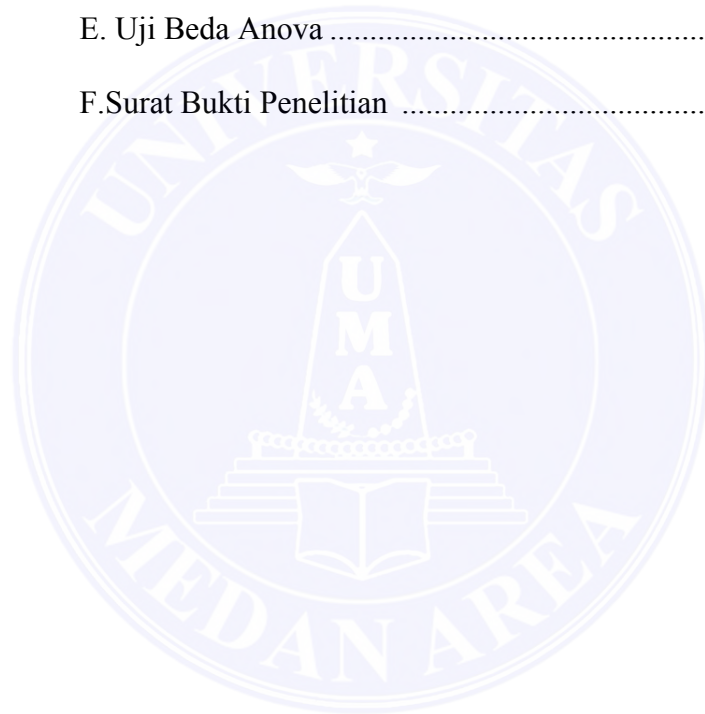 E. Uji Beda Anova ................................................
F.Surat Bukti Penelitian .......................................
UNIVERSITAS
U
M
A
MEDAN AREA